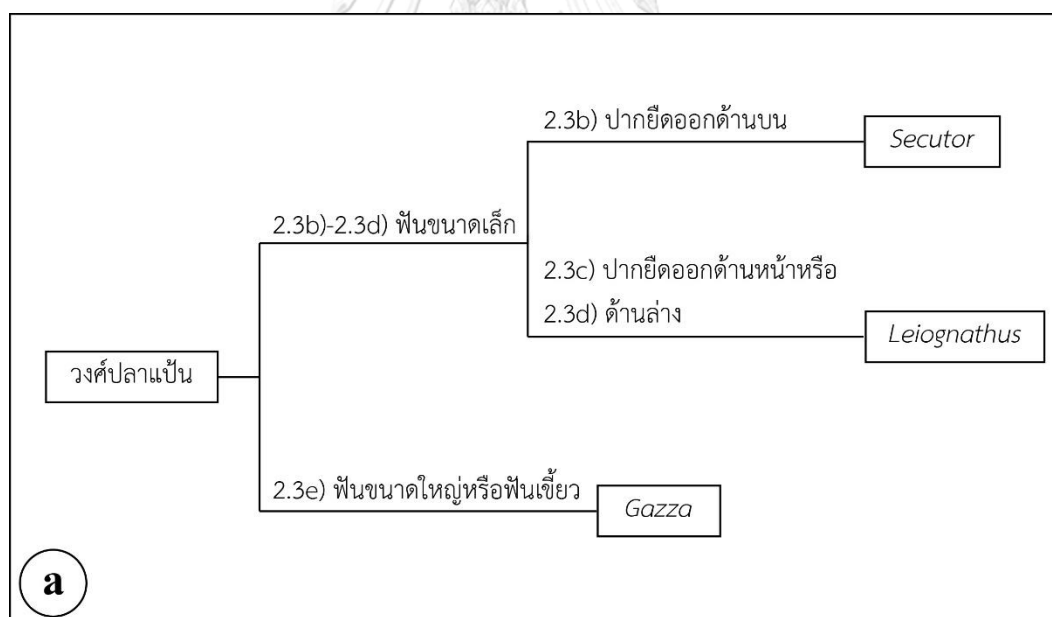 2.3b) ปากยืดออกด้านบน
Secutor
2.3b)-2.3d) ฟันขนาดเล็ก
2.3c) ปากยืดออกด้านหน้าหรือ
2.3d) ด้านล่าง
Leiognathus
วงศ์ปลาแป้น
2.3e) ฟันขนาดใหญ่หรือฟันเขี้ยว
Gazza
a